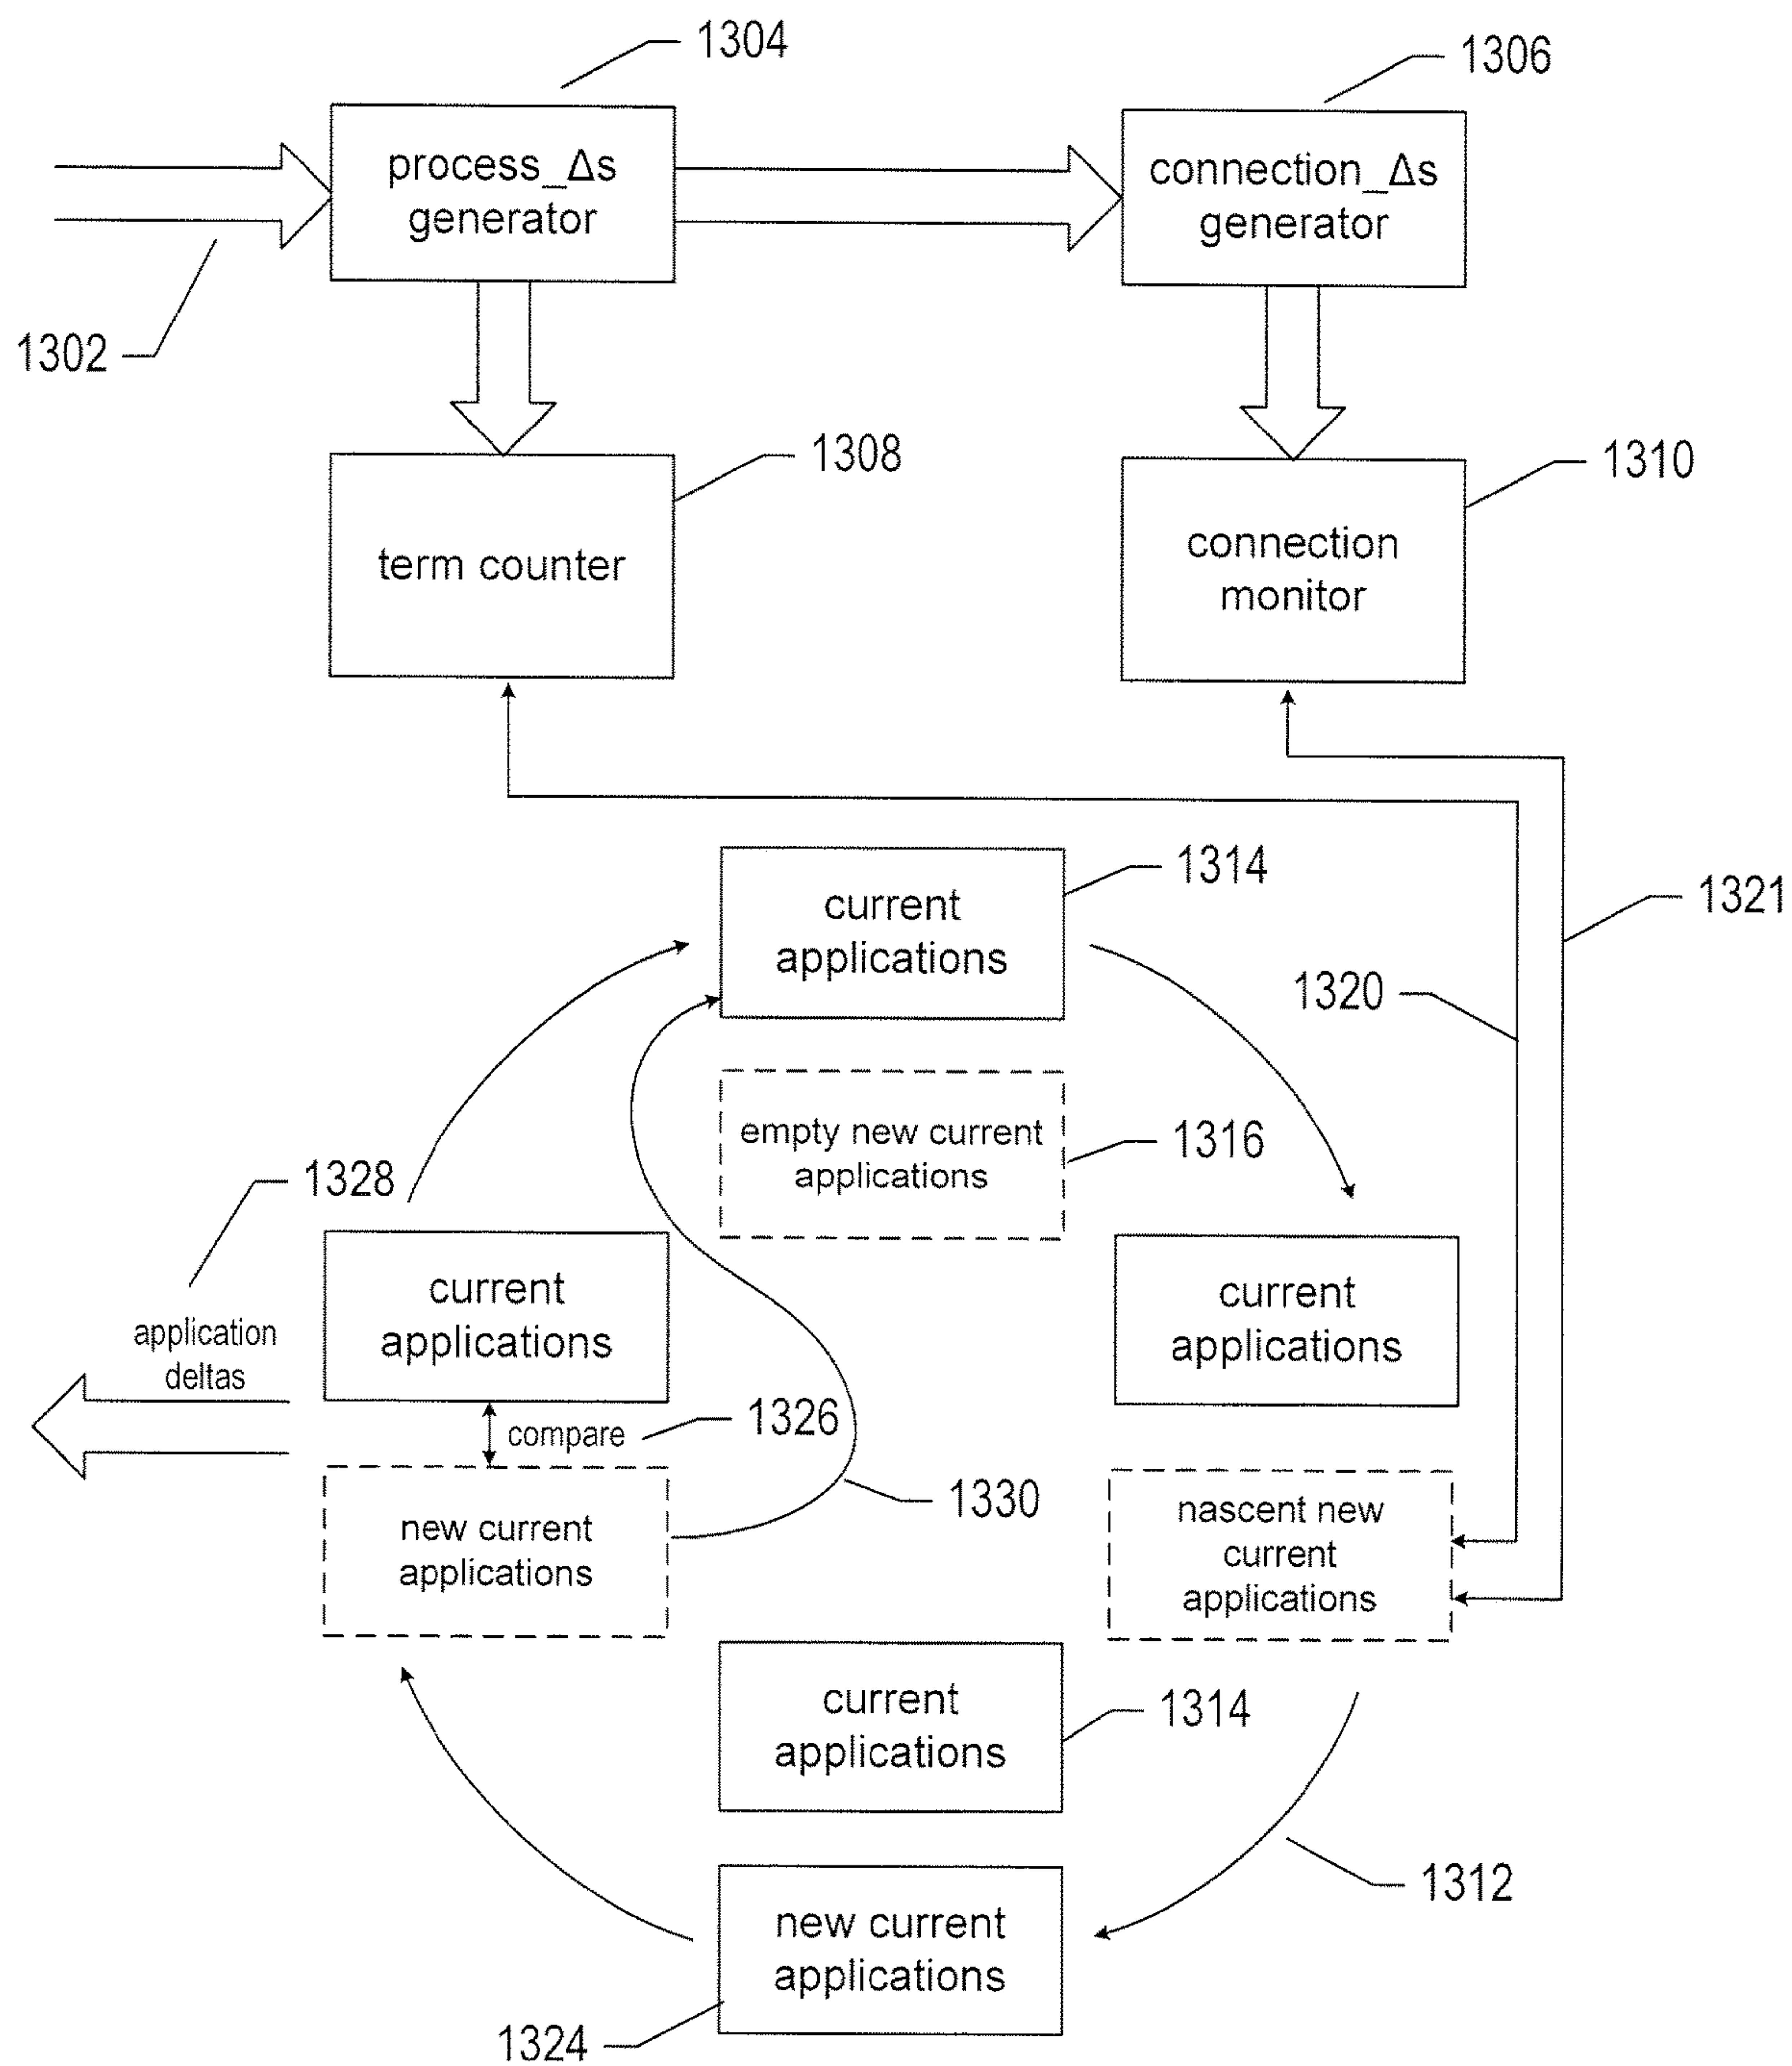 1304
1306
process_Δs
generator
connection_Δs
generator
1302
1308
1310
term counter
connection
monitor
1314
current
applications
1321
1320
empty new current
applications
1316
1328
current
applications
current
applications
application
deltas
compare
1326
new current
applications
1330
nascent new
current
applications
current
applications
1314
1312
new current
applications
1324